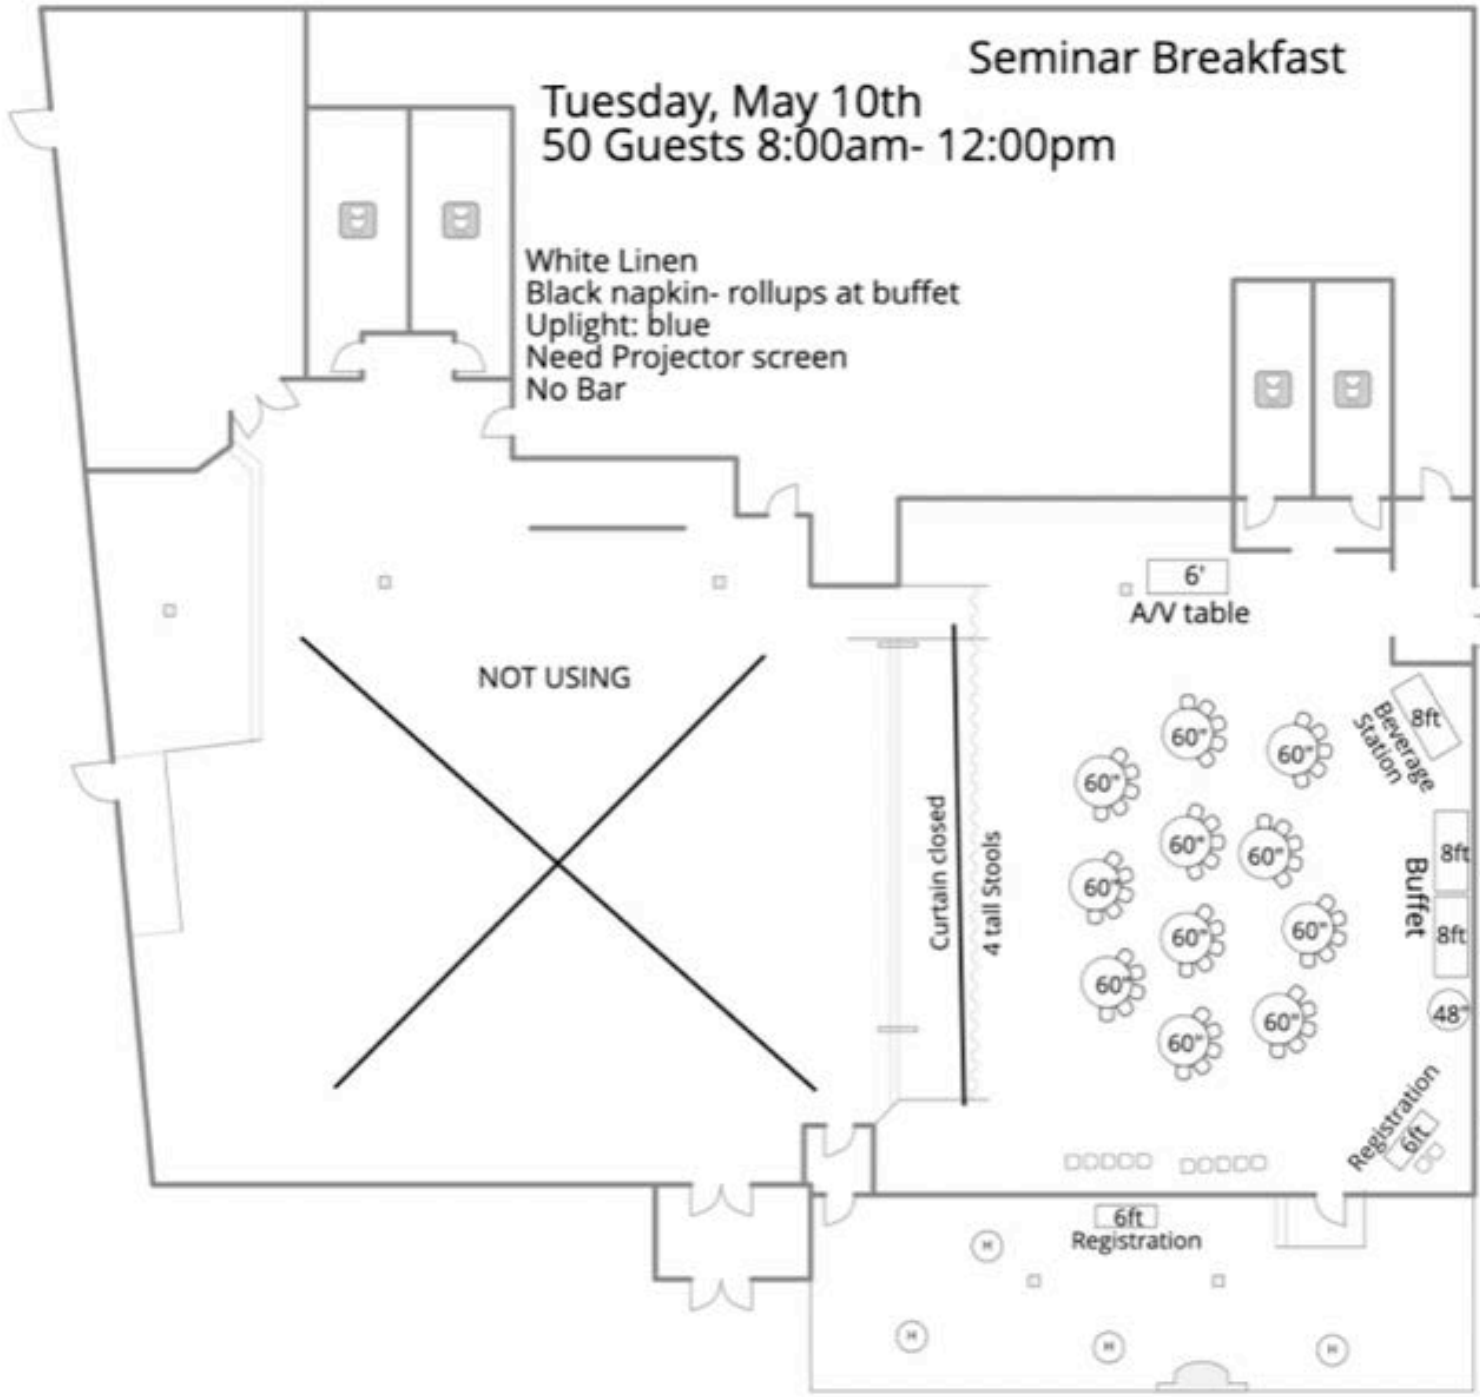 Seminar Breakfast
Tuesday, May 10th
50 Guests 8:00am- 12:00pm
White Linen
Black napkin- rollups at buffet
Uplight: blue
Need Projector screen
No Bar
6'
A/V table
NOT USING
8ft
Beverage
Station
60"
60"
60"
60"
60"
60"
60"
60"
60"
60"
60"
Curtain closed
4 tall Stools
8ft
Buffet
8ft
48"
Registration
6ft
6ft
Registration
H
H
H
H